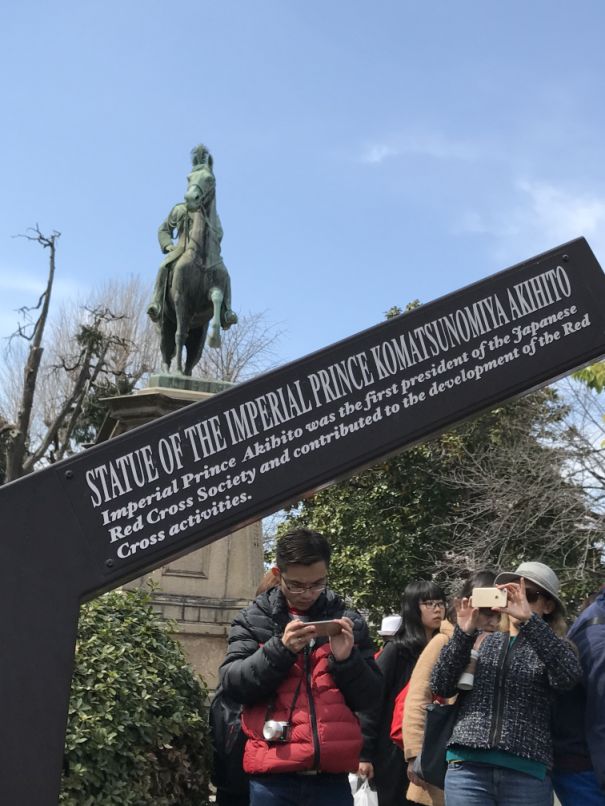 STATUE OF THE IMPERIAL PRINCE KOMATSUNOMIYA AKIHITO
Imperial Prince Akihito was the first president of the Japanese
Red Cross Society and contributed to the development of the Red
Cross activities.